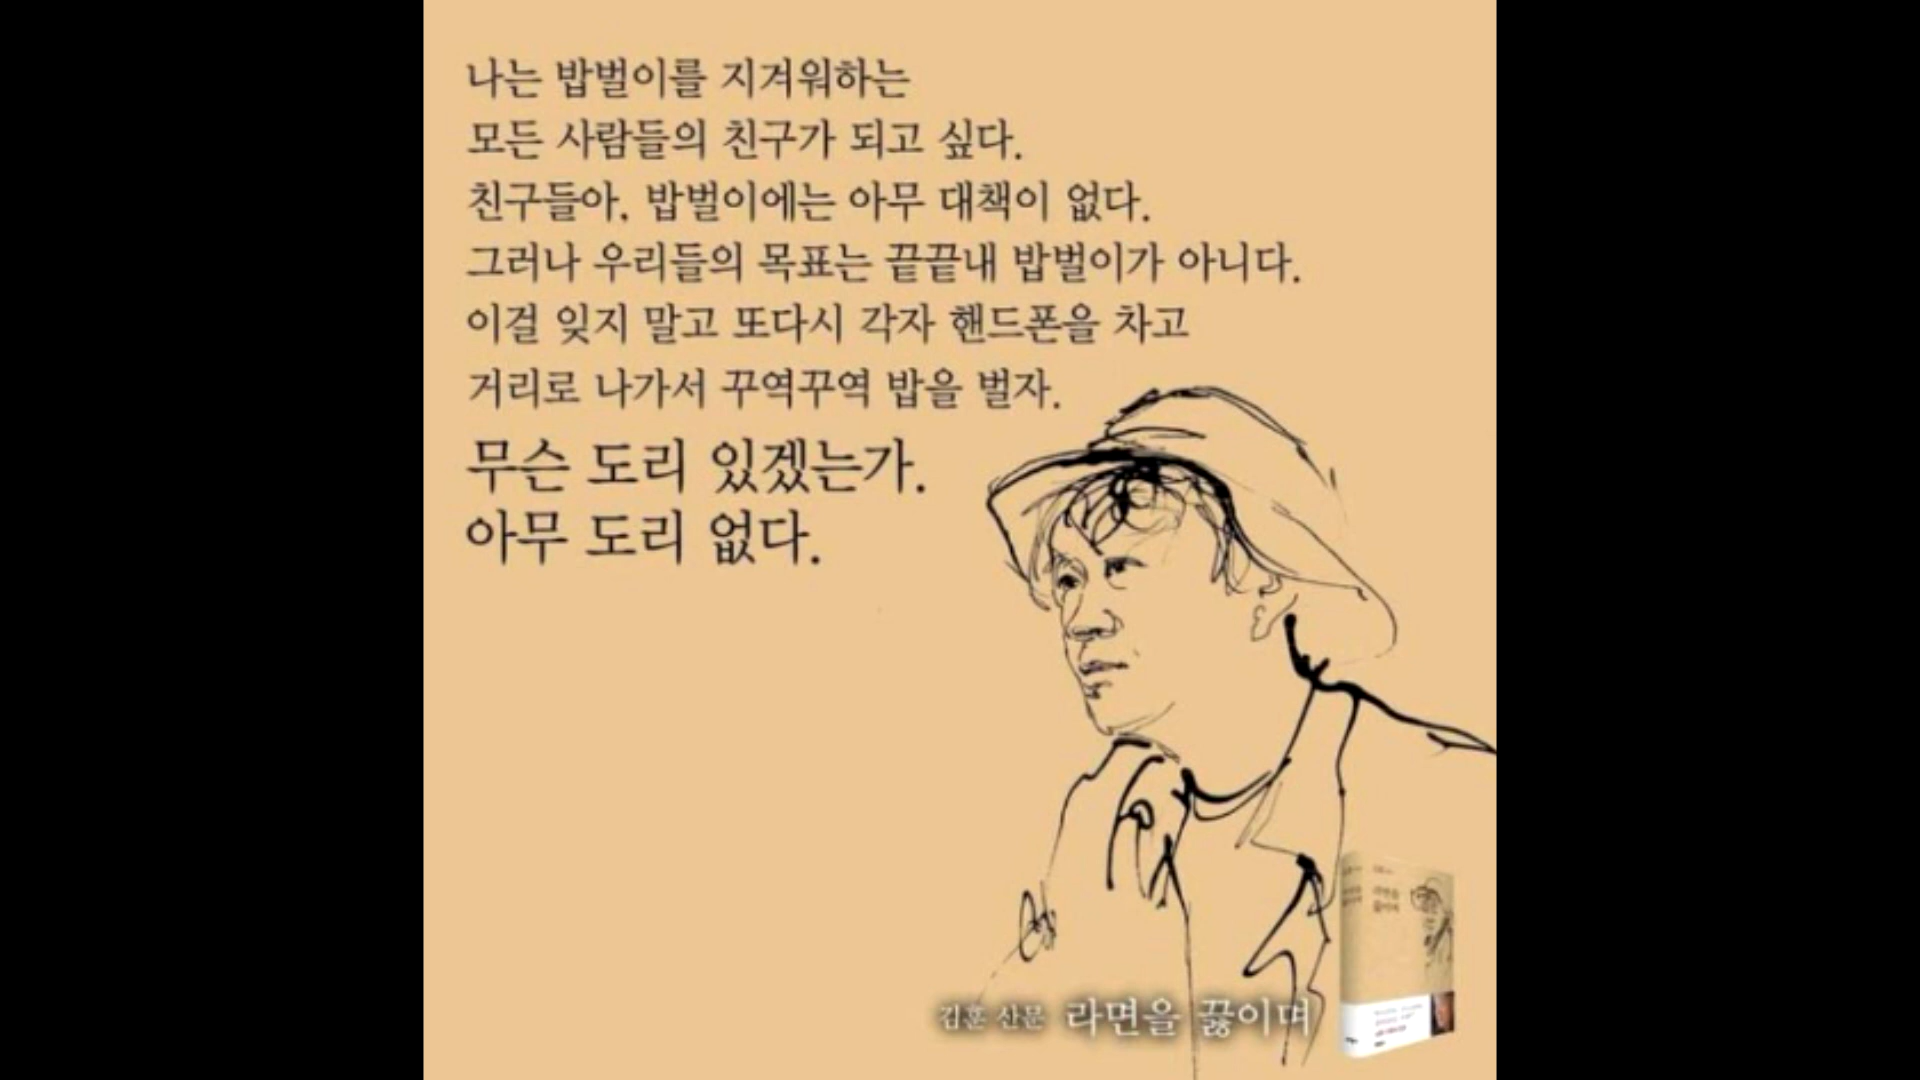 나는 밥벌이를 지겨워하는
모든 사람들의 친구가 되고 싶다.
친구들아, 밥벌이에는 아무 대책이 없다.
그러나 우리들의 목표는 끝끝내 밥벌이가 아니다.
이걸 잊지 말고 또다시 각자 핸드폰을 차고
거리로 나가서 꾸역꾸역 밥을 벌자.
무슨 도리 있겠는가.
아무 도리 없다.
김훈 산문 라면을 끓이며
라면을
끓이며